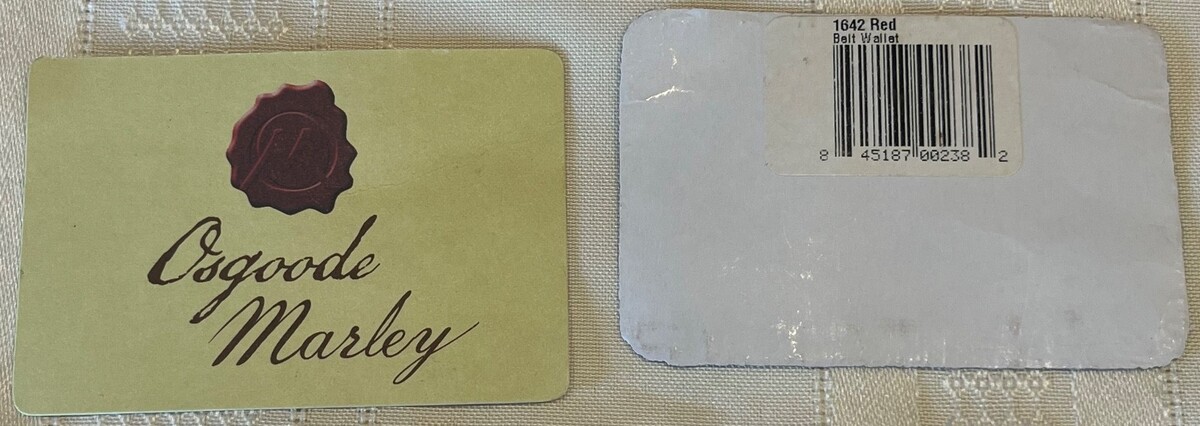 Osgoode
Marley
1642 Red
Belt Wallet
8 45187 00238 2